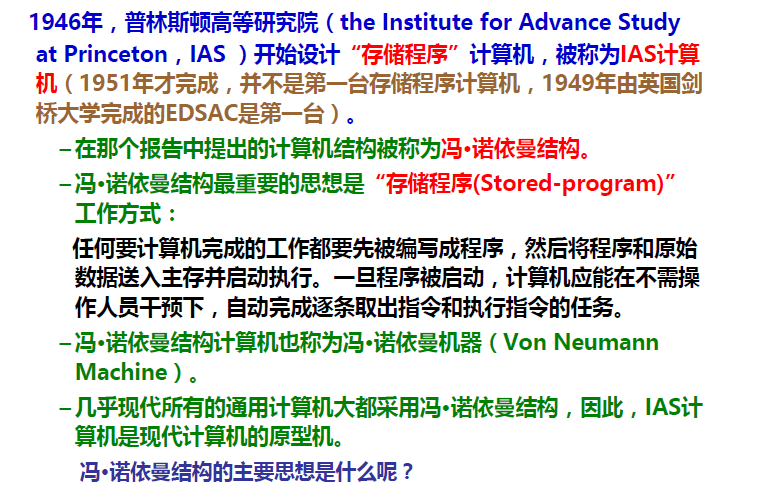 1946年，普林斯顿高等研究院（the Institute for Advance Study
at Princeton，IAS ）开始设计“存储程序”计算机，被称为IAS计算
机（1951年才完成，并不是第一台存储程序计算机，1949年由英国剑
桥大学完成的EDSAC是第一台）。
–在那个报告中提出的计算机结构被称为冯•诺依曼结构。
–冯•诺依曼结构最重要的思想是“存储程序(Stored-program)”
工作方式：
任何要计算机完成的工作都要先被编写成程序，然后将程序和原始
数据送入主存并启动执行。一旦程序被启动，计算机应能在不需操
作人员干预下，自动完成逐条取出指令和执行指令的任务。
–冯•诺依曼结构计算机也称为冯•诺依曼机器（Von Neumann
Machine）。
–几乎现代所有的通用计算机大都采用冯•诺依曼结构，因此，IAS计
算机是现代计算机的原型机。
冯•诺依曼结构的主要思想是什么呢？